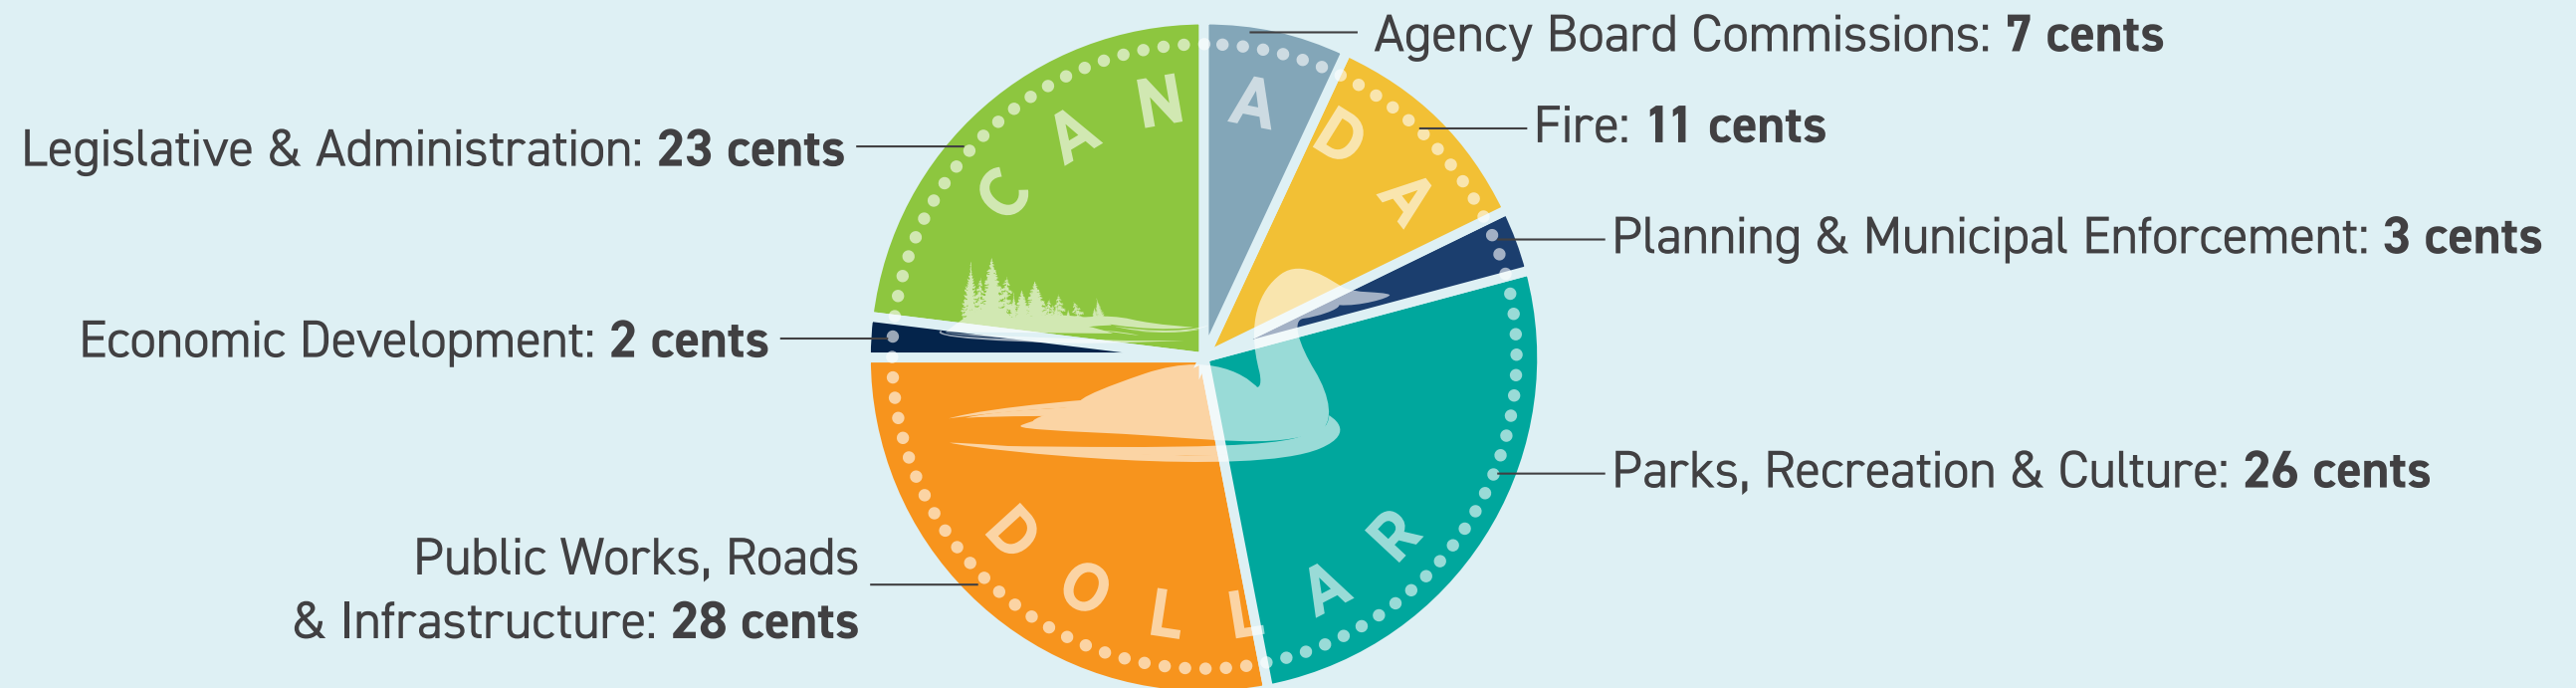 Agency Board Commissions: 7 cents
Fire: 11 cents
Planning & Municipal Enforcement: 3 cents
Parks, Recreation & Culture: 26 cents
Public Works, Roads
& Infrastructure: 28 cents
Economic Development: 2 cents
Legislative & Administration: 23 cents
CANADA
DOLLAR